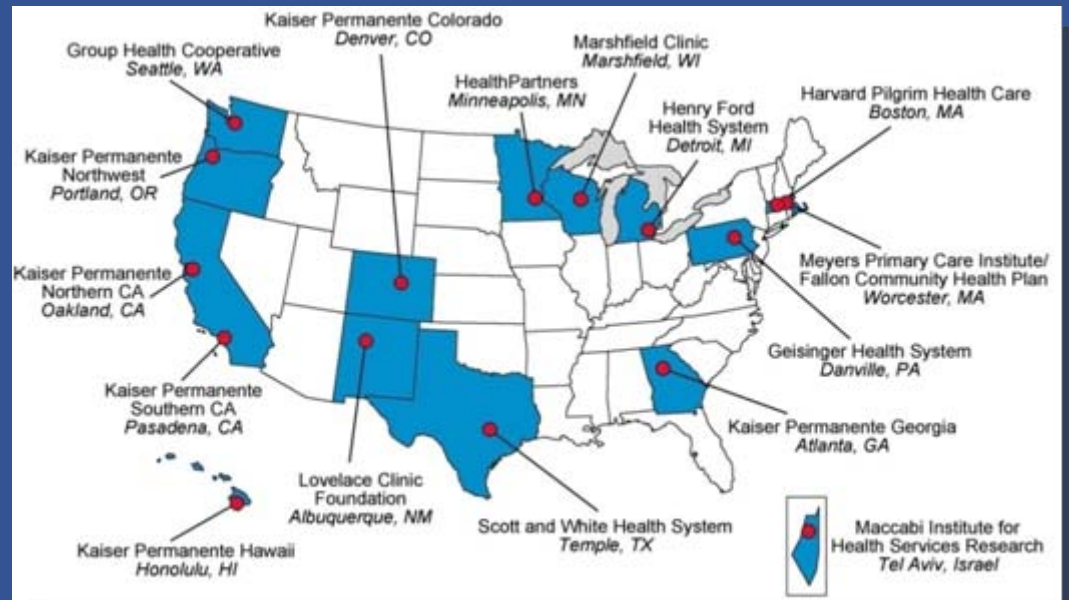 Kaiser Permanente Colorado
Denver, CO
Group Health Cooperative
Seattle, WA
Marshfield Clinic
Marshfield, WI
HealthPartners
Minneapolis, MN
Harvard Pilgrim Health Care
Boston, MA
Henry Ford
Health System
Detroit, MI
Kaiser Permanente
Northwest
Portland, OR
Kaiser Permanente
Northern CA
Oakland, CA
Meyers Primary Care Institute/
Fallon Community Health Plan
Worcester, MA
Geisinger Health System
Danville, PA
Kaiser Permanente
Southern CA
Pasadena, CA
Kaiser Permanente Georgia
Atlanta, GA
Lovelace Clinic
Foundation
Albuquerque, NM
Scott and White Health System
Temple, TX
Kaiser Permanente Hawaii
Honolulu, HI
Maccabi Institute for
Health Services Research
Tel Aviv, Israel